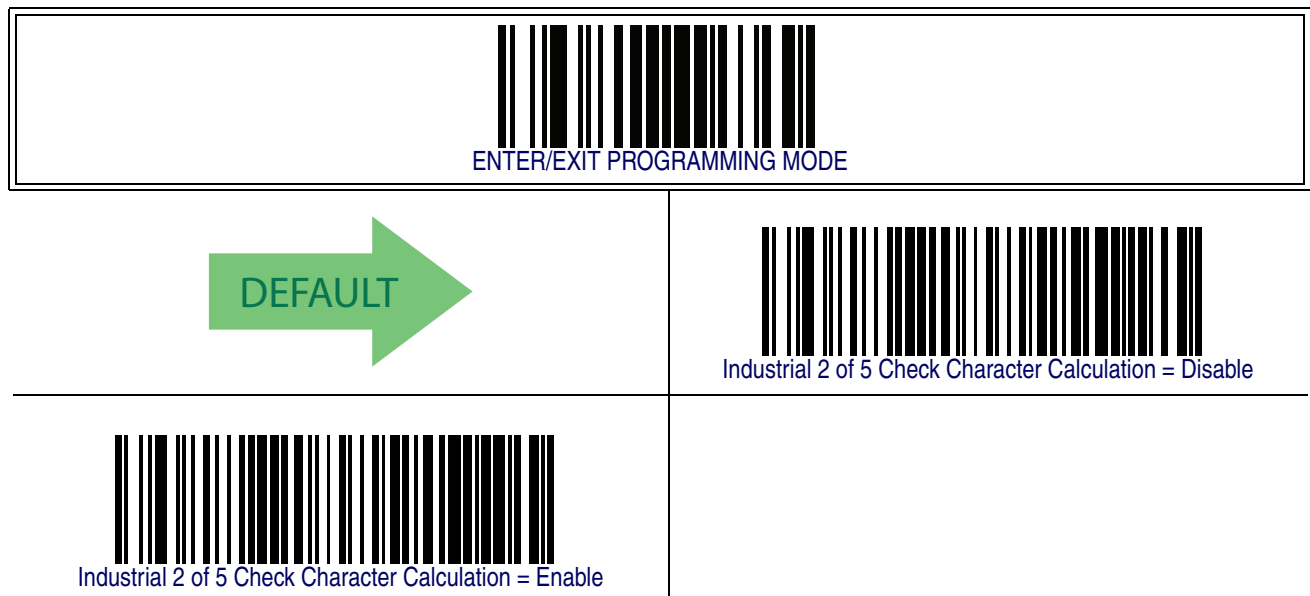 ENTER/EXIT PROGRAMMING MODE
DEFAULT
Industrial 2 of 5 Check Character Calculation = Disable
Industrial 2 of 5 Check Character Calculation = Enable